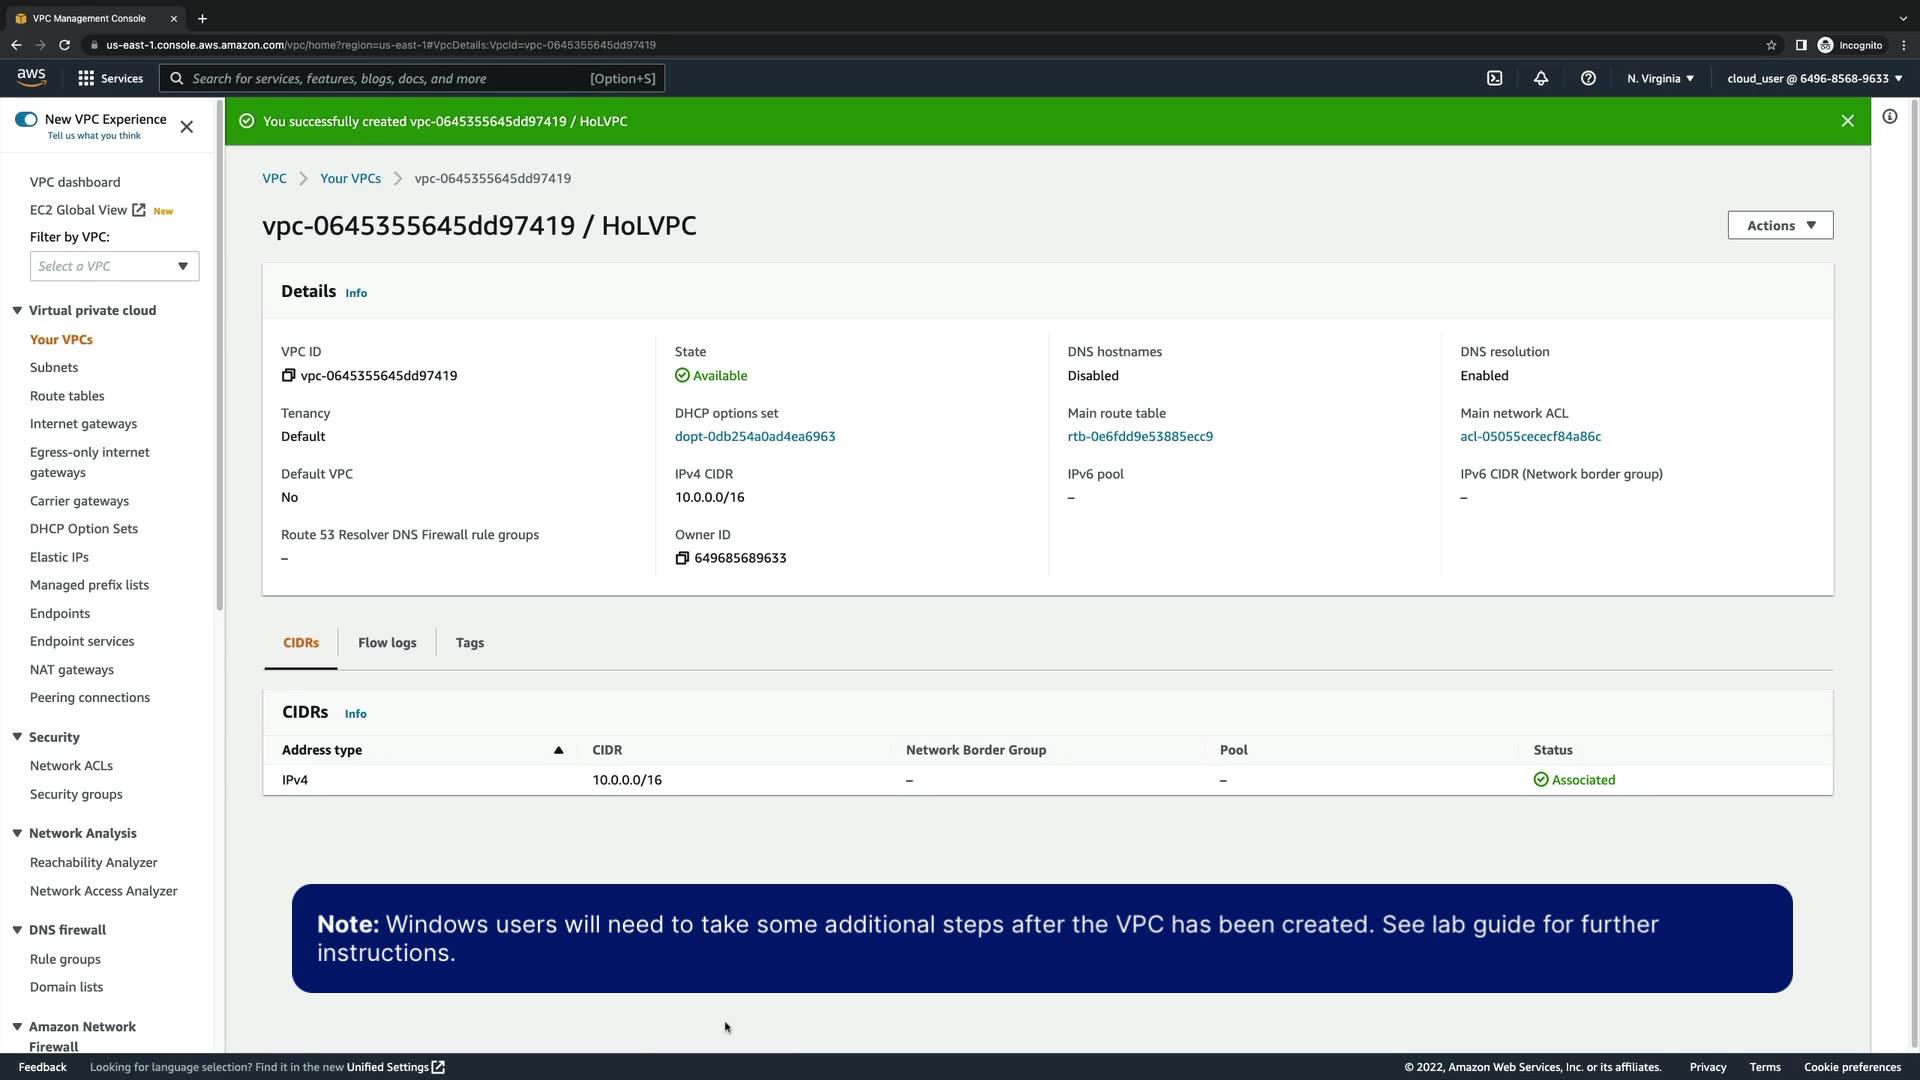 VPC Management Console
us-east-1.console.aws.amazon.com/vpc/home?region=us-east-1#VpcDetails:VpcId=vpc-0645355645dd97419
Incognito
aws
Services
Search for services, features, blogs, docs, and more
[Option+S]
N. Virginia
cloud_user @ 6496-8568-9633
New VPC Experience
Tell us what you think
VPC dashboard
EC2 Global View
New
Filter by VPC:
Select a VPC
Virtual private cloud
Your VPCs
Subnets
Route tables
Internet gateways
Egress-only internet
gateways
Carrier gateways
DHCP Option Sets
Elastic IPs
Managed prefix lists
Endpoints
Endpoint services
NAT gateways
Peering connections
Security
Network ACLs
Security groups
Network Analysis
Reachability Analyzer
Network Access Analyzer
DNS firewall
Rule groups
Domain lists
Amazon Network
Firewall
You successfully created vpc-0645355645dd97419 / HoLVPC
VPC
Your VPCs
vpc-0645355645dd97419
vpc-0645355645dd97419 / HoLVPC
Actions
Details Info
VPC ID
vpc-0645355645dd97419
State
Available
DNS hostnames
Disabled
DNS resolution
Enabled
Tenancy
Default
DHCP options set
dopt-0db254a0ad4ea6963
Main route table
rtb-0e6fdd9e53885ecc9
Main network ACL
acl-05055cececf84a86c
Default VPC
No
IPv4 CIDR
10.0.0.0/16
IPv6 pool
–
IPv6 CIDR (Network border group)
–
Route 53 Resolver DNS Firewall rule groups
–
Owner ID
649685689633
CIDRs
Flow logs
Tags
CIDRs Info
Address type
CIDR
Network Border Group
Pool
Status
IPv4
10.0.0.0/16
–
–
Associated
Note: Windows users will need to take some additional steps after the VPC has been created. See lab guide for further
instructions.
Feedback
Looking for language selection? Find it in the new Unified Settings
© 2022, Amazon Web Services, Inc. or its affiliates.
Privacy
Terms
Cookie preferences